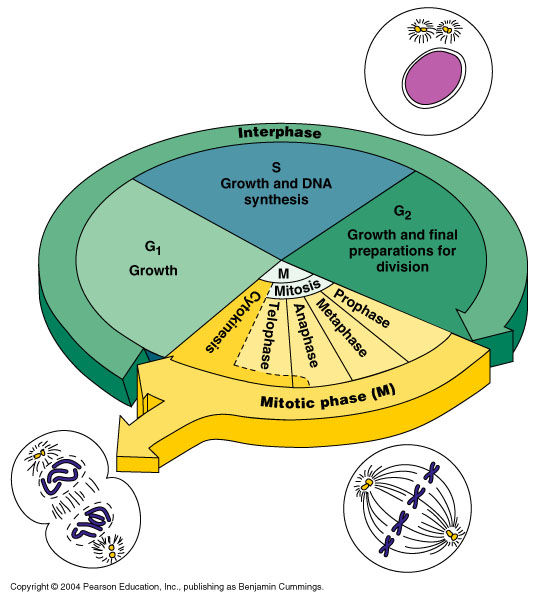 Interphase
S
Growth and DNA
synthesis
G1
Growth
G2
Growth and final
preparations for
division
M
Mitosis
Cytokinesis
Telophase
Anaphase
Metaphase
Prophase
Mitotic phase (M)
Copyright © 2004 Pearson Education, Inc., publishing as Benjamin Cummings.